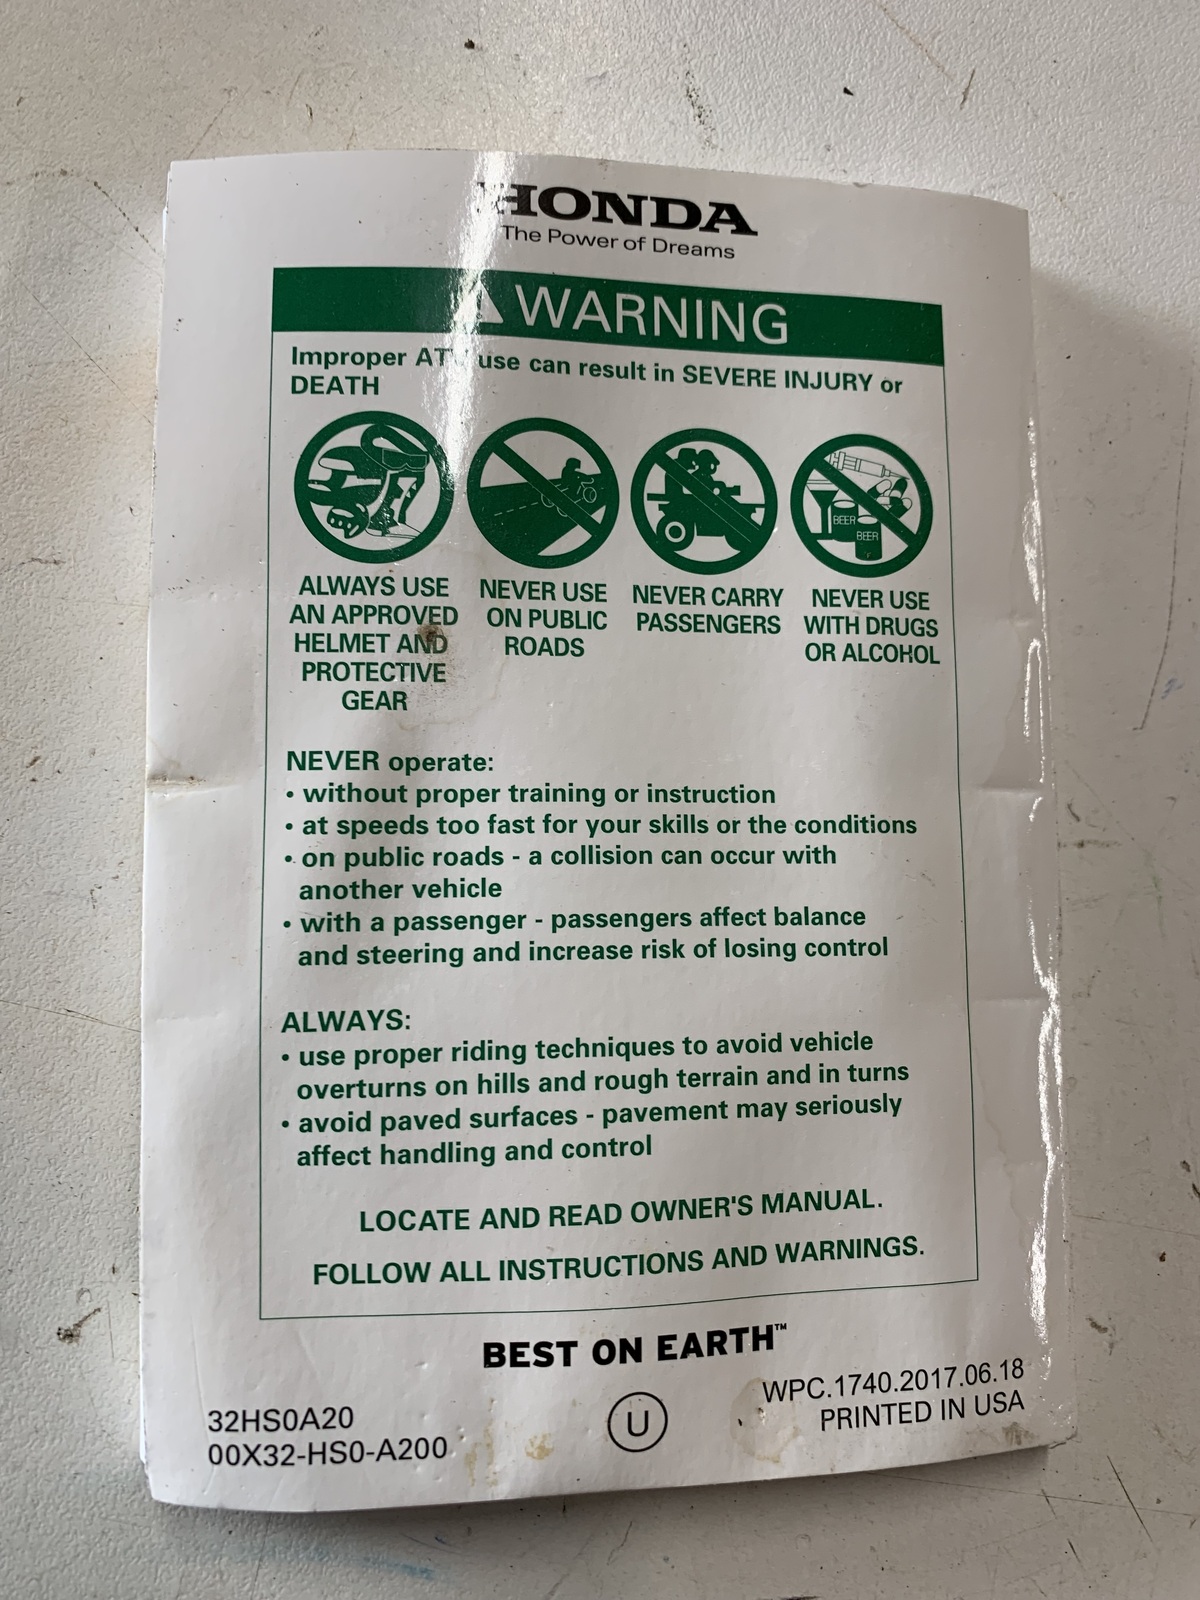 HONDA
The Power of Dreams
WARNING
Improper ATV use can result in SEVERE INJURY or
DEATH
BEER
BEER
ALWAYS USE
AN APPROVED
HELMET AND
PROTECTIVE
GEAR
NEVER USE
ON PUBLIC
ROADS
NEVER CARRY
PASSENGERS
NEVER USE
WITH DRUGS
OR ALCOHOL
NEVER operate:
• without proper training or instruction
• at speeds too fast for your skills or the conditions
• on public roads - a collision can occur with
another vehicle
• with a passenger - passengers affect balance
and steering and increase risk of losing control
ALWAYS:
• use proper riding techniques to avoid vehicle
overturns on hills and rough terrain and in turns
• avoid paved surfaces - pavement may seriously
affect handling and control
LOCATE AND READ OWNER'S MANUAL.
FOLLOW ALL INSTRUCTIONS AND WARNINGS.
BEST ON EARTH™
32HS0A20
00X32-HS0-A200
U
WPC.1740.2017.06.18
PRINTED IN USA